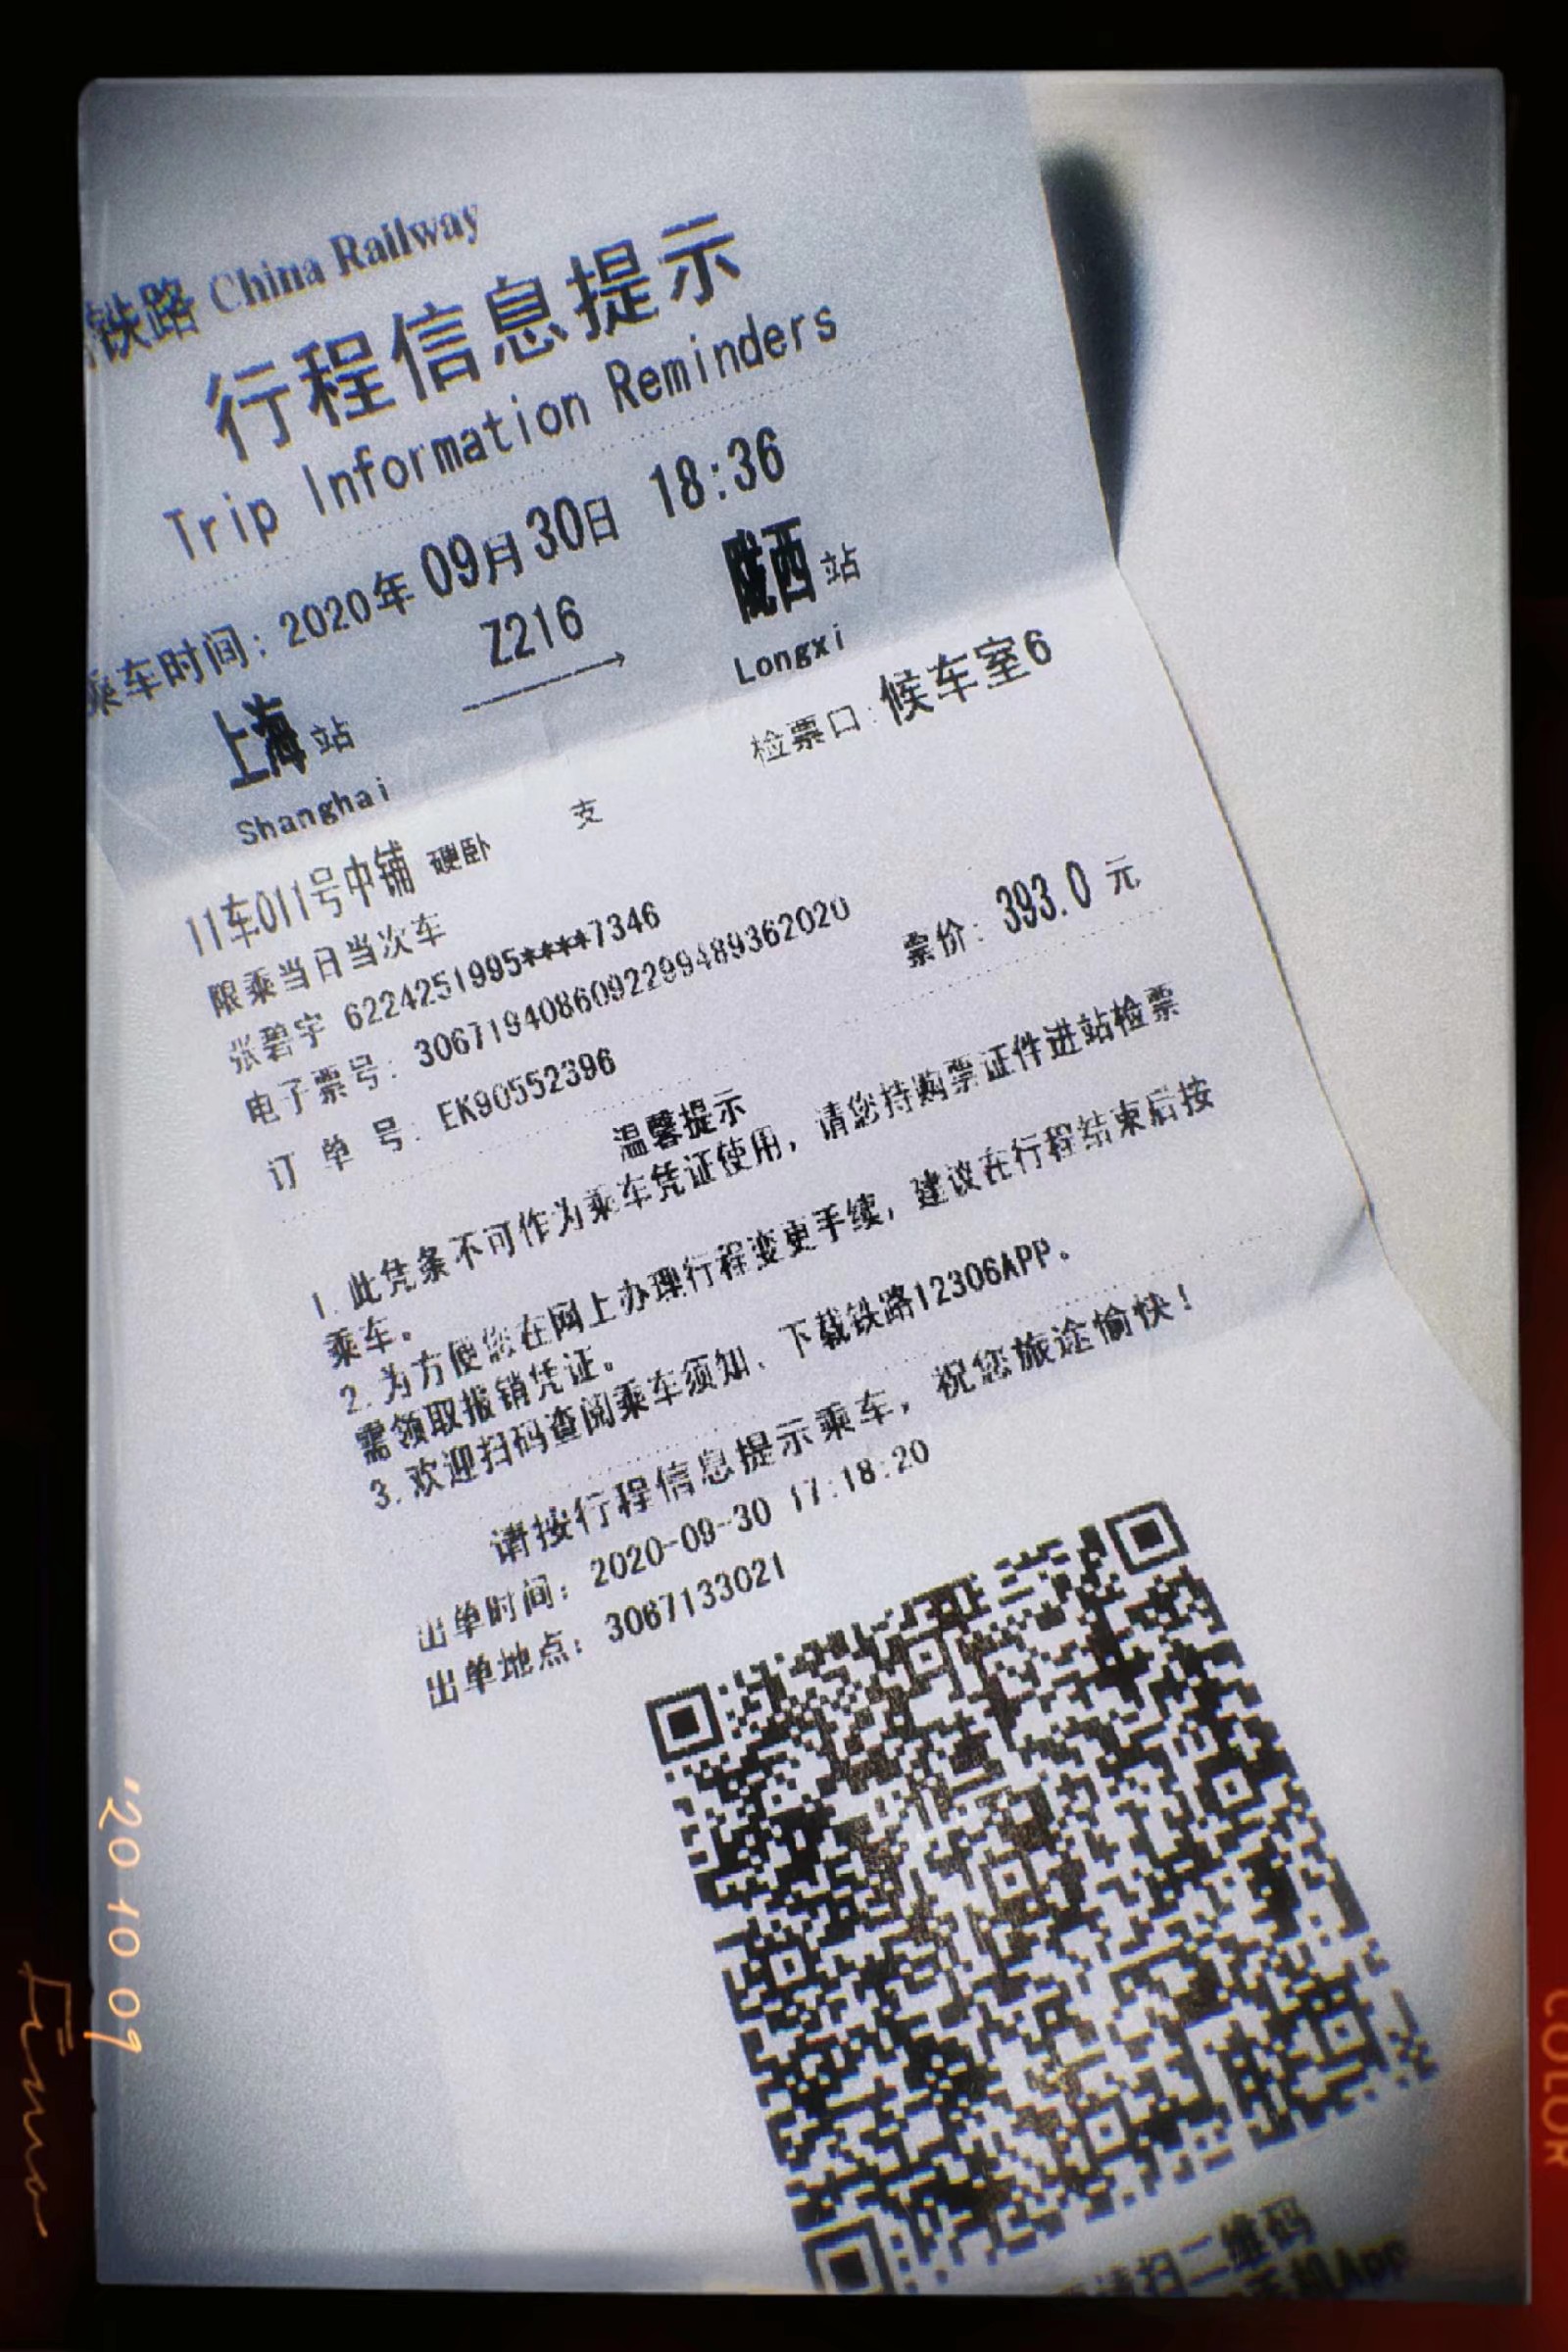 铁路 China Railway
行程信息提示
Trip Information Reminders
乘车时间：2020年09月30日 18:36
上海站 Z216 陇西站
Shanghai Longxi
检票口：候车室6
11车011号中铺 硬卧 支
限乘当日当次车
张碧宇 6224251995****7346 票价：393.0 元
电子票号：3067194086092299489362020
订单号：EK90552396
温馨提示
1.此凭条不可作为乘车凭证使用，请您持购票证件进站检票
乘车。
2.为方便您在网上办理行程变更手续，建议在行程结束后按
需领取报销凭证。
3.欢迎扫码查阅乘车须知、下载铁路12306APP。
请按行程信息提示乘车，祝您旅途愉快！
出单时间：2020-09-30 17:18:20
出单地点：3067133021
请扫二维码
手机App
"20 10 09
COLOR